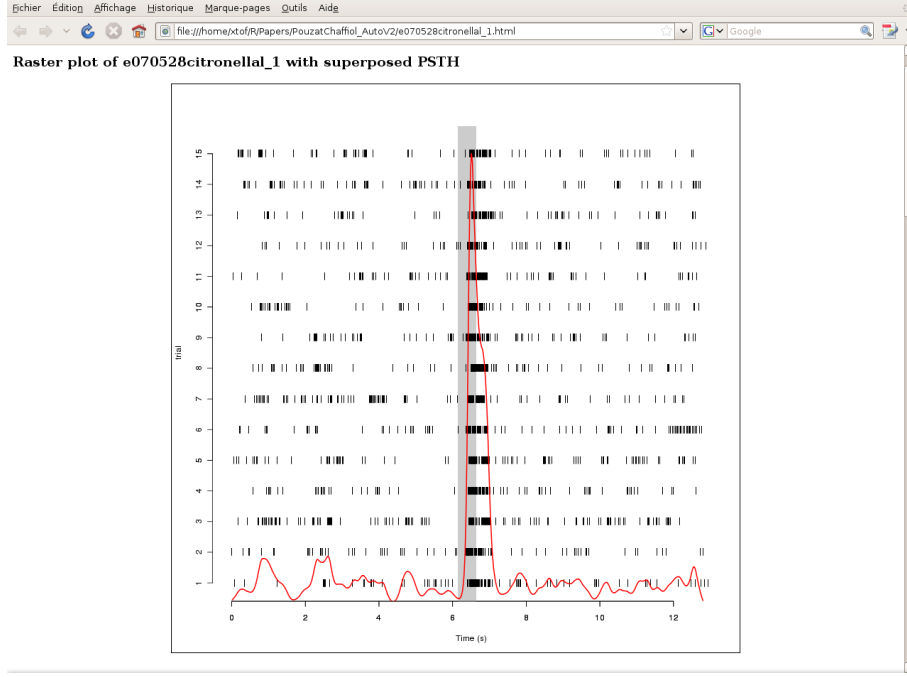 Fichier Édition Affichage Historique Marque-pages Outils Aide
file:///home/xtof/R/Papers/PouzatChaffiol_AutoV2/e070528citronellal_1.html
Google
Raster plot of e070528citronellal_1 with superposed PSTH
15
14
13
12
11
10
9
8
trial
7
6
5
4
3
2
1
0 2 4 6 8 10 12
Time (s)